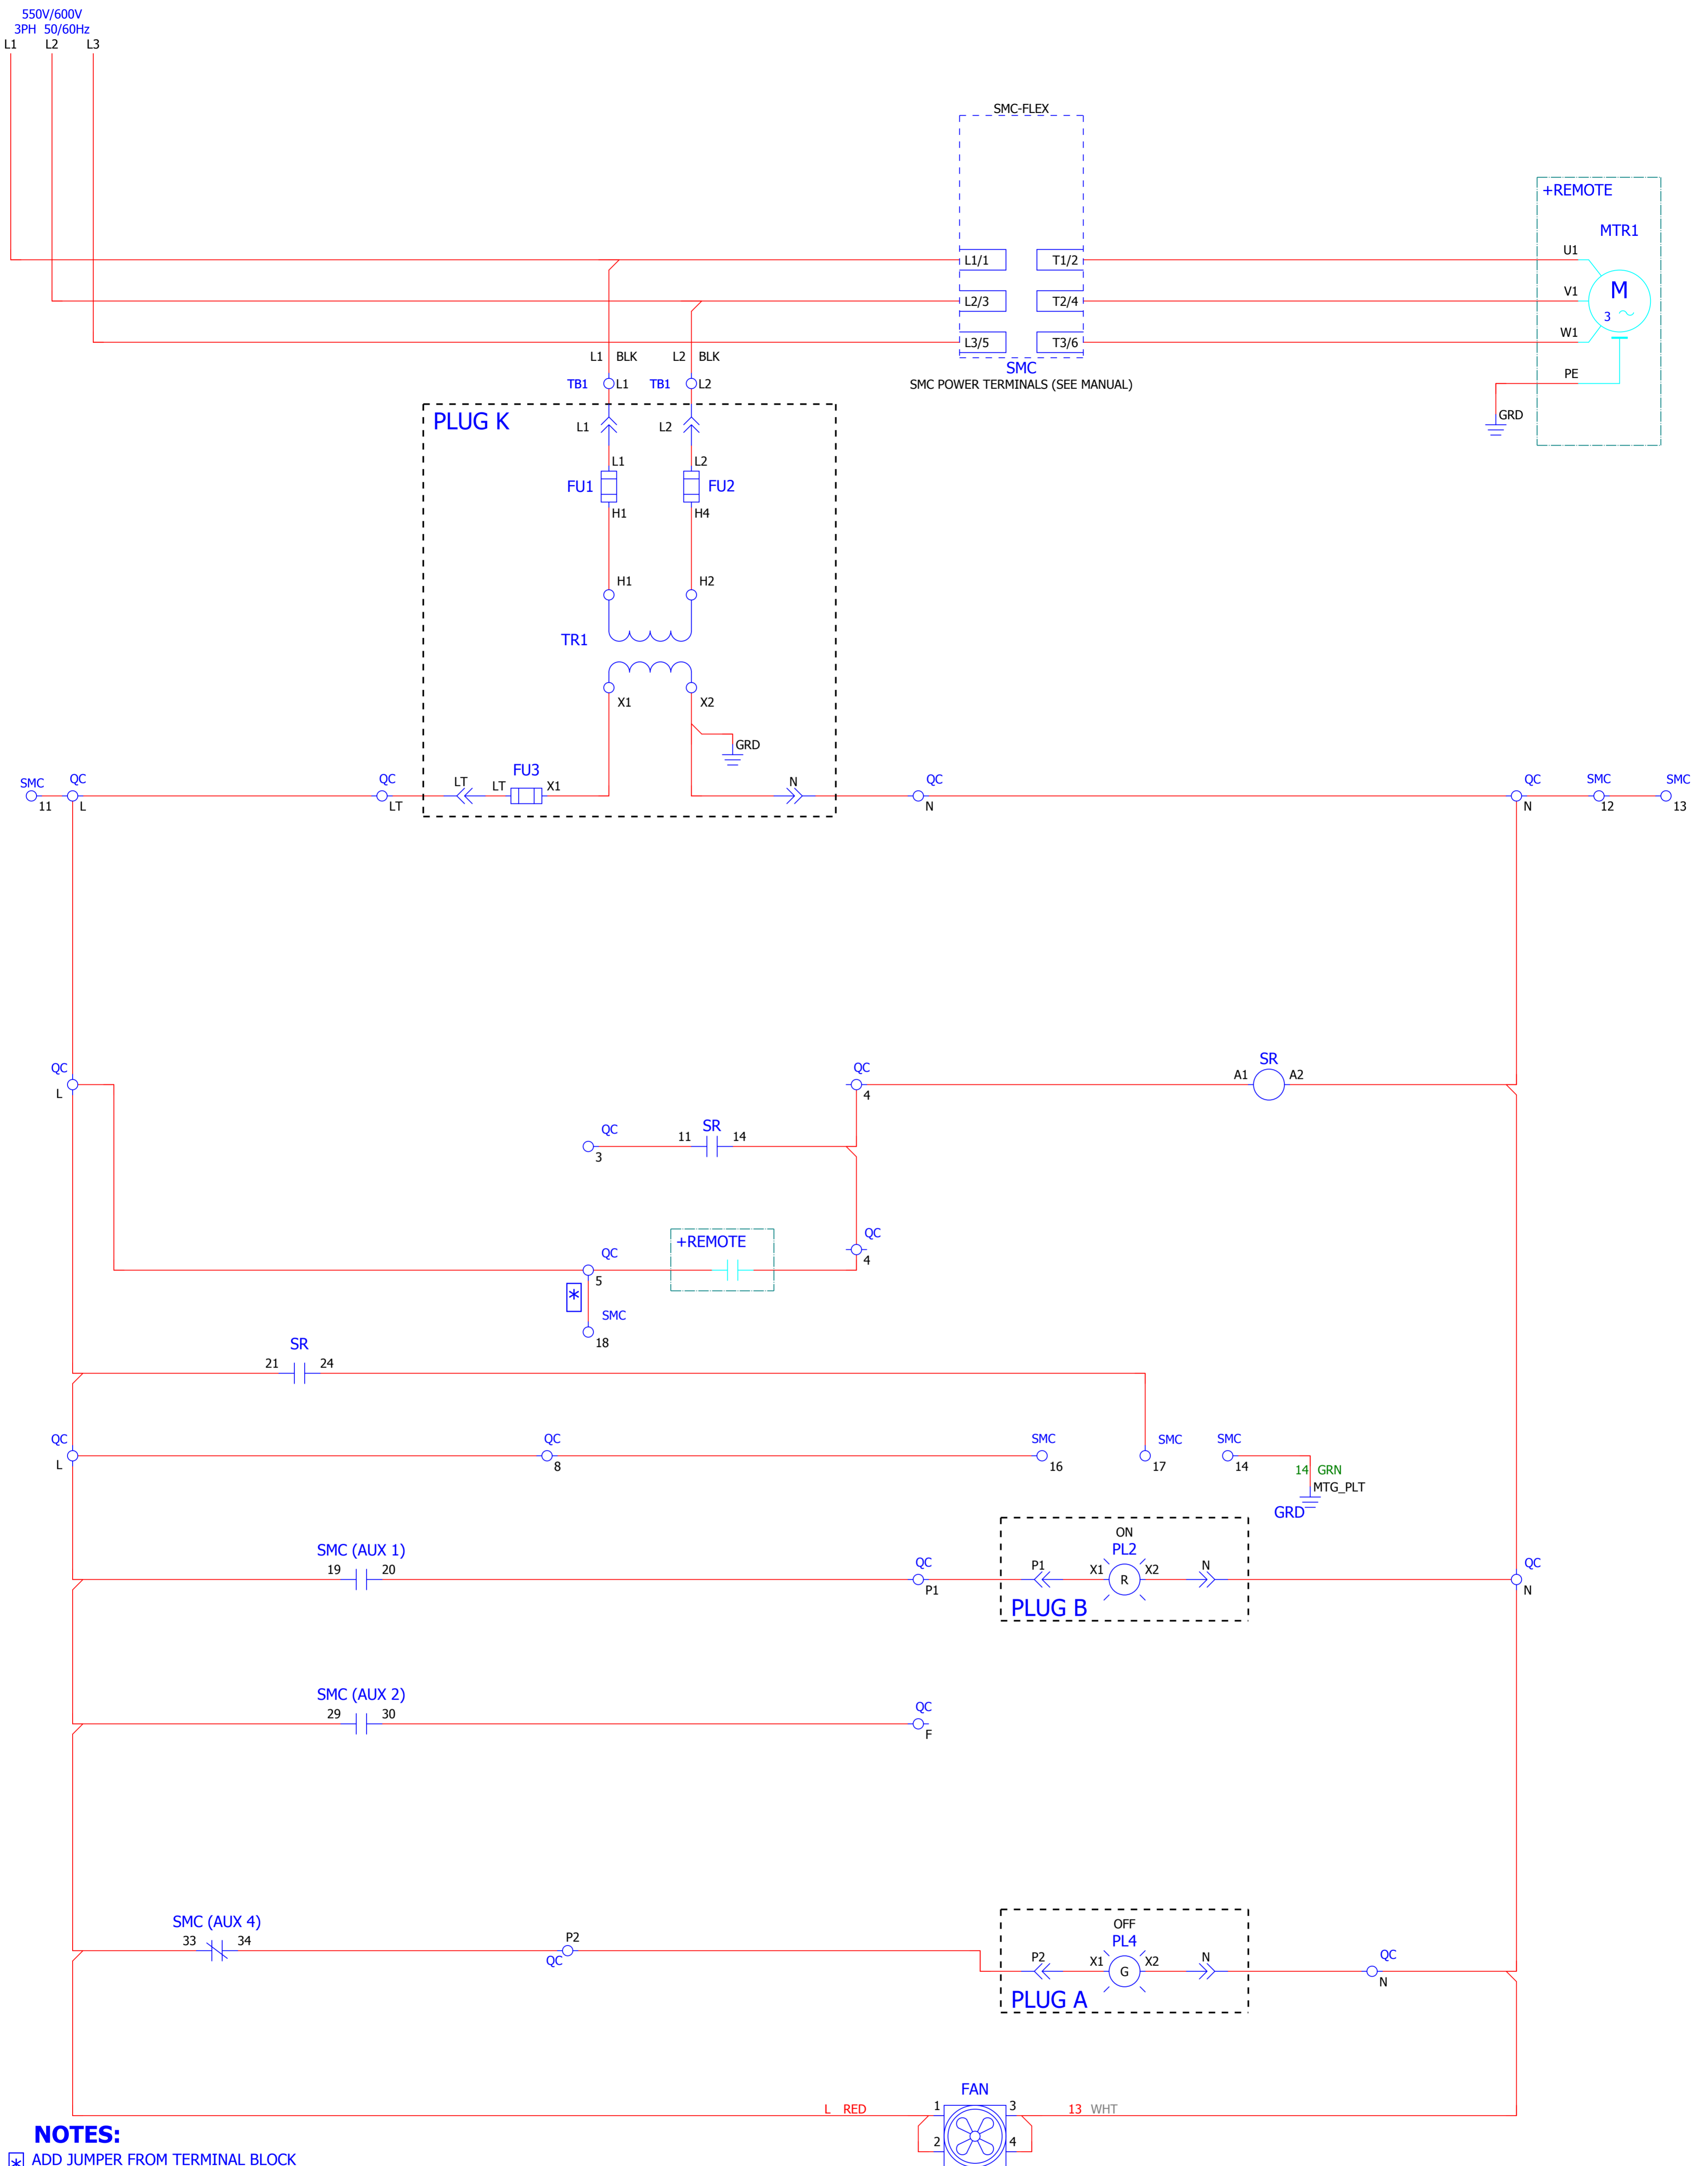 550V/600V
3PH 50/60Hz
L1 L2 L3
SMC-FLEX
+REMOTE
MTR1
L1/1 T1/2 U1
L2/3 T2/4 V1
M
3
L3/5 T3/6 W1
L1 BLK L2 BLK
SMC
SMC POWER TERMINALS (SEE MANUAL)
PE
TB1 L1 TB1 L2
GRD
PLUG K
L1 L2
L1 L2
FU1 FU2
H1 H4
H1 H2
TR1
X1 X2
GRD
SMC QC QC LT LT FU3 X1 N QC QC SMC SMC
11 L LT N N 12 13
QC QC SR
L 4 A1 A2
QC 11 SR 14
3
QC +REMOTE QC
5 4
* SMC
18
SR
21 24
QC QC SMC SMC SMC
L 8 16 17 14
14 GRN
MTG_PLT
GRD
ON
SMC (AUX 1) PL2
19 20 QC P1 X1 R X2 N QC
P1 N
PLUG B
SMC (AUX 2)
29 30 QC
F
OFF
SMC (AUX 4) PL4
33 34 P2 P2 X1 G X2 N QC
QC N
PLUG A
FAN
L RED 1 3 13 WHT
2 4
NOTES:
* ADD JUMPER FROM TERMINAL BLOCK